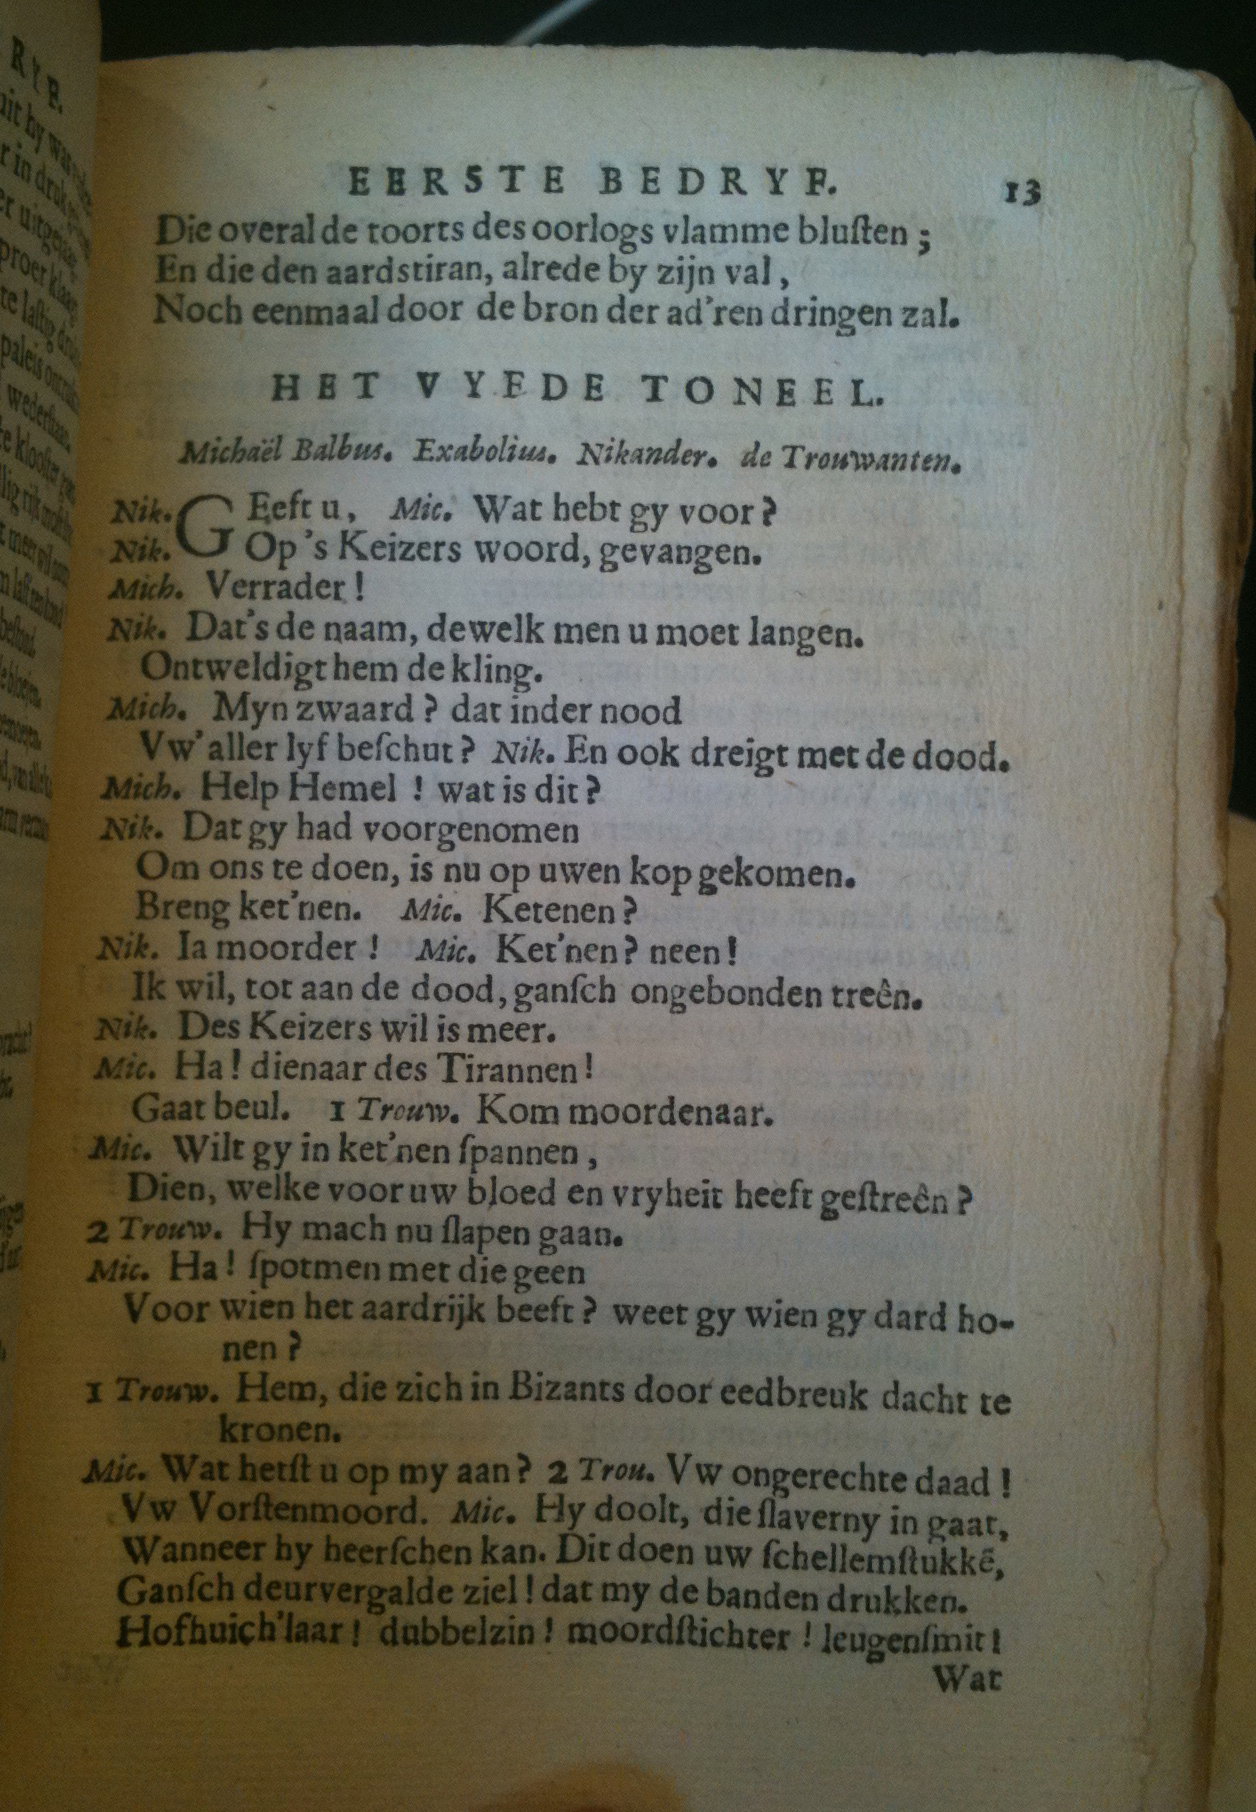 EERSTE BEDRYF. 13
Die overal de toorts des oorlogs vlamme bluſten ;
En die den aardstiran, alrede by zijn val ,
Noch eenmaal door de bron der ad'ren dringen zal.
HET VYFDE TONEEL.
Michaël Balbus. Exabolius. Nikander. de Trouwanten.
Nik. GEeft u, Mic. Wat hebt gy voor?
Nik. Op 's Keizers woord, gevangen.
Mich. Verrader!
Nik. Dat's de naam, dewelk men u moet langen.
Ontweldigt hem de kling.
Mich. Myn zwaard? dat inder nood
Vw' aller lyf beſchut? Nik. En ook dreigt met de dood.
Mich. Help Hemel ! wat is dit?
Nik. Dat gy had voorgenomen
Om ons te doen, is nu op uwen kop gekomen.
Breng ket'nen. Mic. Ketenen?
Nik. Ia moorder! Mic. Ket'nen? neen!
Ik wil, tot aan de dood, ganſch ongebonden treên.
Nik. Des Keizers wil is meer.
Mic. Ha! dienaar des Tirannen!
Gaat beul. 1 Trouw. Kom moordenaar.
Mic. Wilt gy in ket'nen ſpannen ,
Dien, welke voor uw bloed en vryheit heeft geſtreên?
2 Trouw. Hy mach nu ſlapen gaan.
Mic. Ha! ſpotmen met die geen
Voor wien het aardrijk beeft? weet gy wien gy dard ho-
nen?
1 Trouw. Hem, die zich in Bizants door eedbreuk dacht te
kronen.
Mic. Wat hetſt u op my aan? 2 Trou. Vw ongerechte daad!
Vw Vorſtenmoord. Mic. Hy doolt, die ſlaverny in gaat,
Wanneer hy heerſchen kan. Dit doen uw ſchellemſtukkē,
Ganſch deurvergalde ziel! dat my de banden drukken.
Hofhuich'laar! dubbelzin! moordſtichter! leugenſmit!
Wat